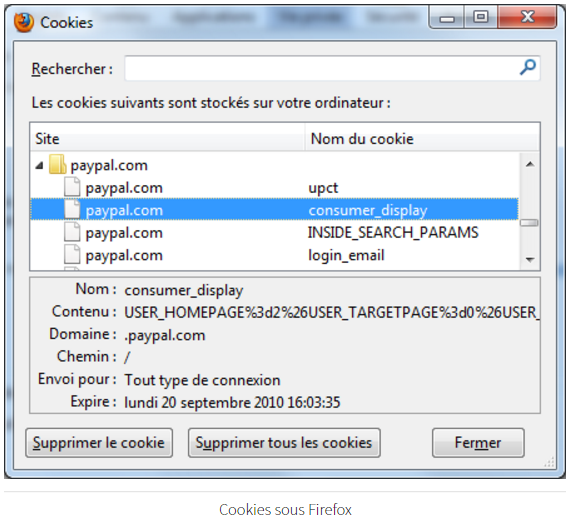 Cookies
Rechercher :
Les cookies suivants sont stockés sur votre ordinateur :
Site Nom du cookie
paypal.com
paypal.com upct
paypal.com consumer_display
paypal.com INSIDE_SEARCH_PARAMS
paypal.com login_email
Nom : consumer_display
Contenu : USER_HOMEPAGE%3d2%26USER_TARGETPAGE%3d0%26USER_
Domaine : .paypal.com
Chemin : /
Envoi pour : Tout type de connexion
Expire : lundi 20 septembre 2010 16:03:35
Supprimer le cookie Supprimer tous les cookies Fermer
Cookies sous Firefox